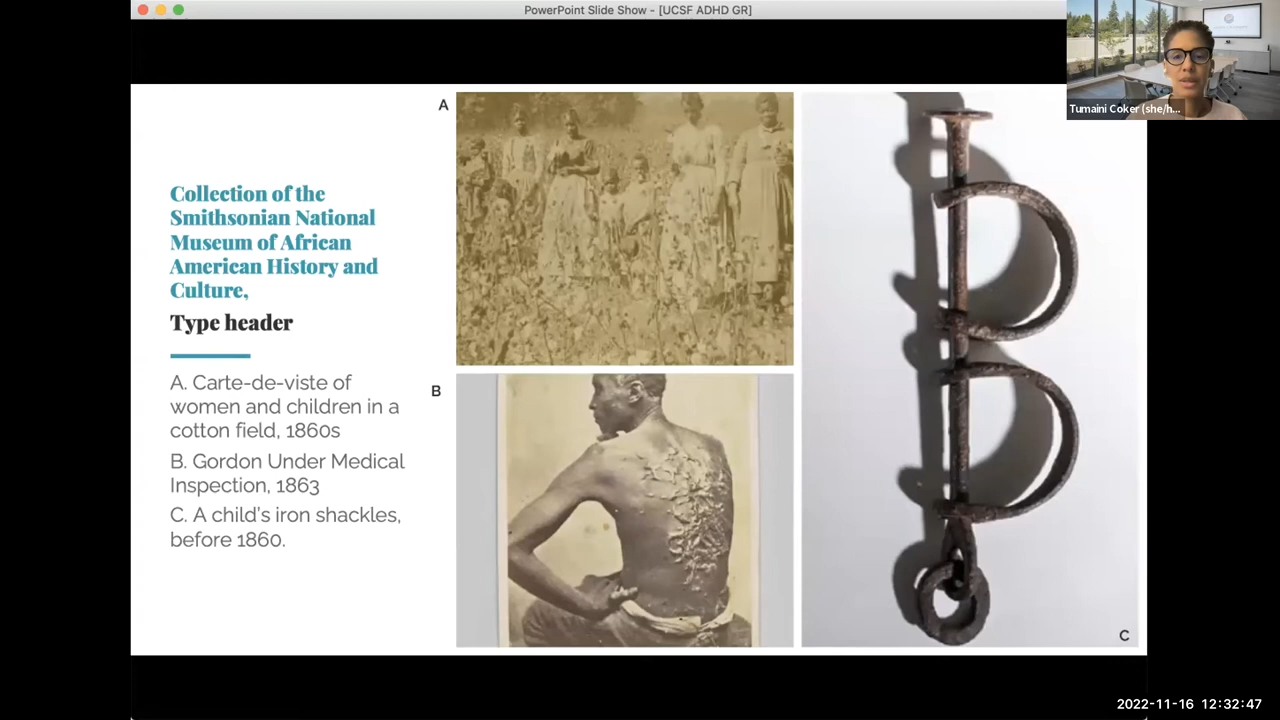 PowerPoint Slide Show - [UCSF ADHD GR]
Tumaini Coker (she/h...
A
Collection of the
Smithsonian National
Museum of African
American History and
Culture,
Type header
A. Carte-de-viste of
women and children in a
cotton field, 1860s
B
B. Gordon Under Medical
Inspection, 1863
C. A child's iron shackles,
before 1860.
C
2022-11-16 12:32:47